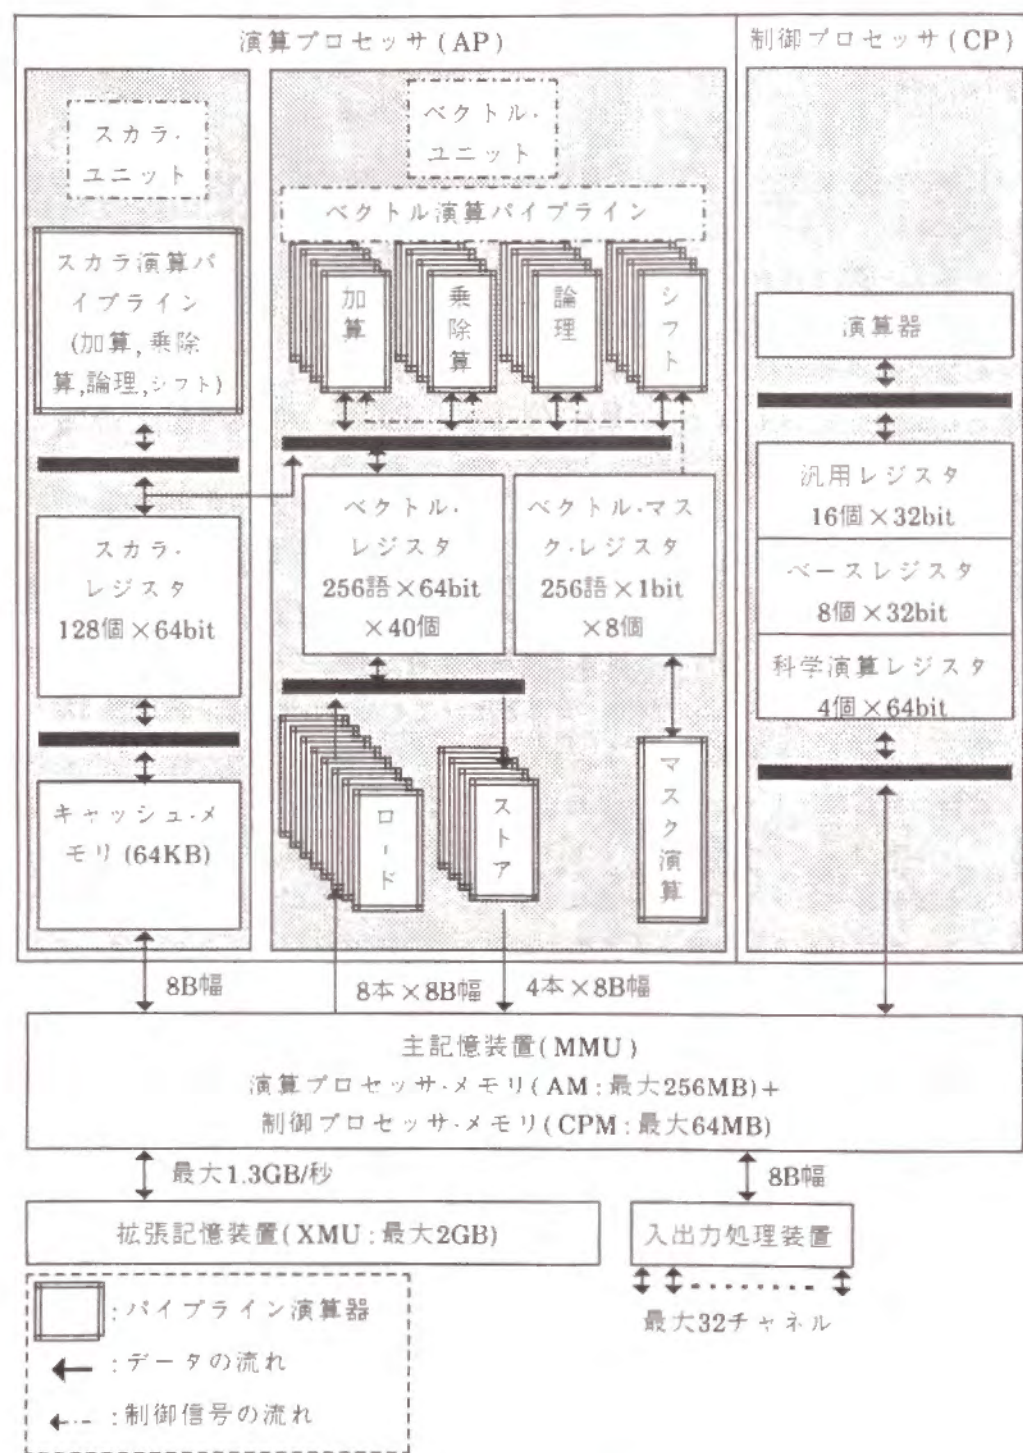 演算プロセッサ(AP)
制御プロセッサ(CP)
スカラ・
ユニット
ベクトル・
ユニット
ベクトル演算パイプライン
スカラ演算パ
イプライン
(加算,乗除
算,論理,シフト)
加算
乗除算
論理
シフト
演算器
スカラ・
レジスタ
128個×64bit
ベクトル・
レジスタ
256語×64bit
×40個
ベクトル・マス
ク・レジスタ
256語×1bit
×8個
汎用レジスタ
16個×32bit
ベースレジスタ
8個×32bit
科学演算レジスタ
4個×64bit
キャッシュ・メ
モリ(64KB)
ロード
ストア
マスク演算
8B幅
8本×8B幅
4本×8B幅
主記憶装置(MMU)
演算プロセッサ・メモリ(AM:最大256MB)+
制御プロセッサ・メモリ(CPM:最大64MB)
最大1.3GB/秒
8B幅
拡張記憶装置(XMU:最大2GB)
入出力処理装置
最大32チャネル
:パイプライン演算器
:データの流れ
:制御信号の流れ